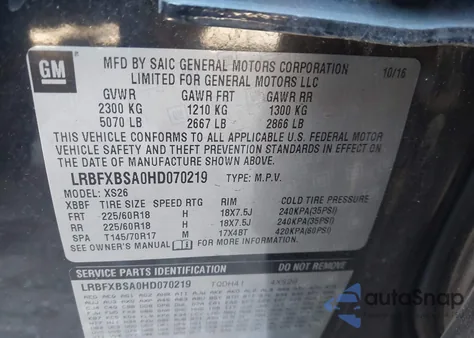 GM
MFD BY SAIC GENERAL MOTORS CORPORATION 10/16
LIMITED FOR GENERAL MOTORS LLC
GVWR GAWR FRT GAWR RR
2300 KG 1210 KG 1300 KG
5070 LB 2667 LB 2866 LB
THIS VEHICLE CONFORMS TO ALL APPLICABLE U.S. FEDERAL MOTOR
VEHICLE SAFETY AND THEFT PREVENTION STANDARDS IN EFFECT ON
THE DATE OF MANUFACTURE SHOWN ABOVE.
LRBFXBSA0HD070219 TYPE: M.P.V.
MODEL: XS26
XBBF TIRE SIZE SPEED RTG RIM COLD TIRE PRESSURE
FRT 225/60R18 H 18X7.5J 240KPA(35PSI)
RR 225/60R18 H 18X7.5J 240KPA(35PSI)
SPA T145/70R17 M 17X4BT 420KPA(60PSI)
SEE OWNER'S MANUAL FOR ADDITIONAL INFORMATION
SERVICE PARTS IDENTIFICATION DO NOT REMOVE
LRBFXBSA0HD070219 4XS26
AutoSnap